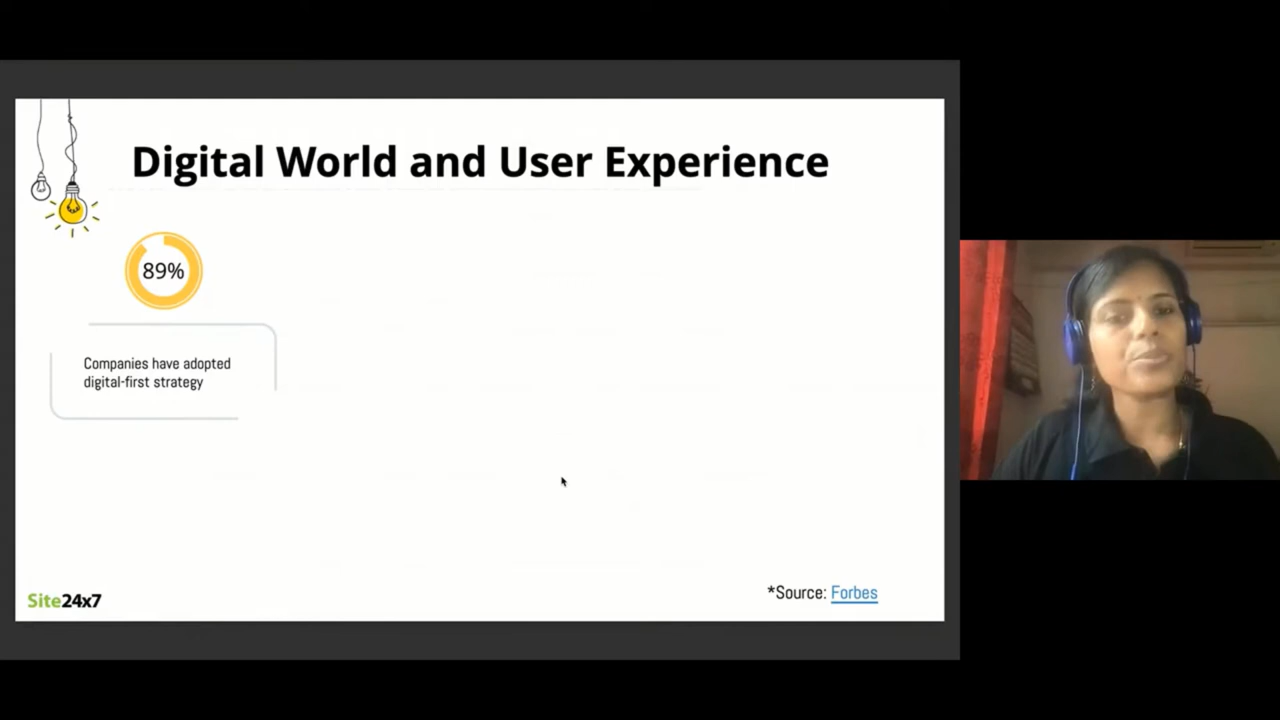 Digital World and User Experience
89%
Companies have adopted
digital-first strategy
Site24x7
*Source: Forbes